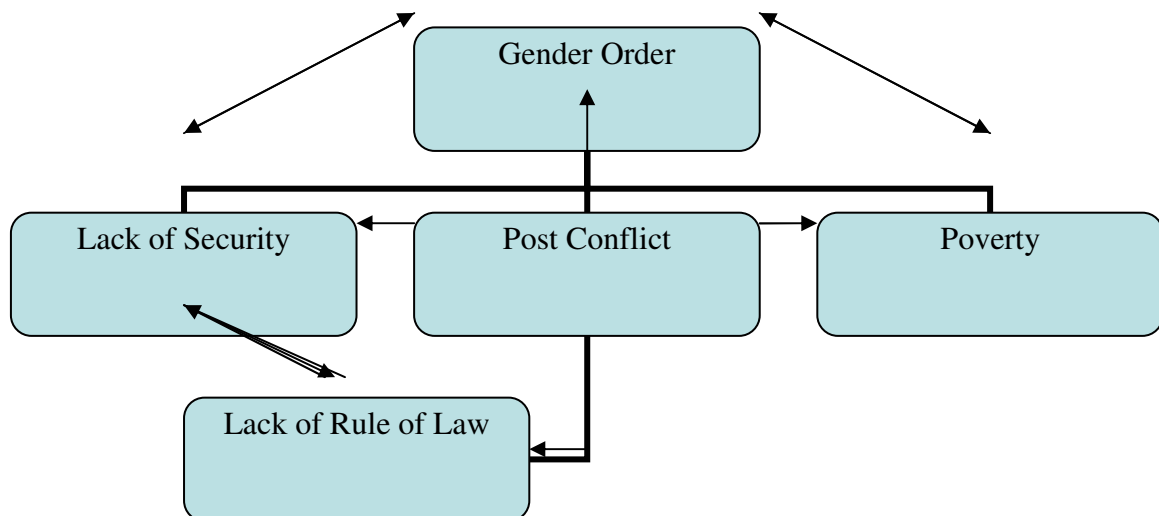 Gender Order
Lack of Security
Post Conflict
Poverty
Lack of Rule of Law